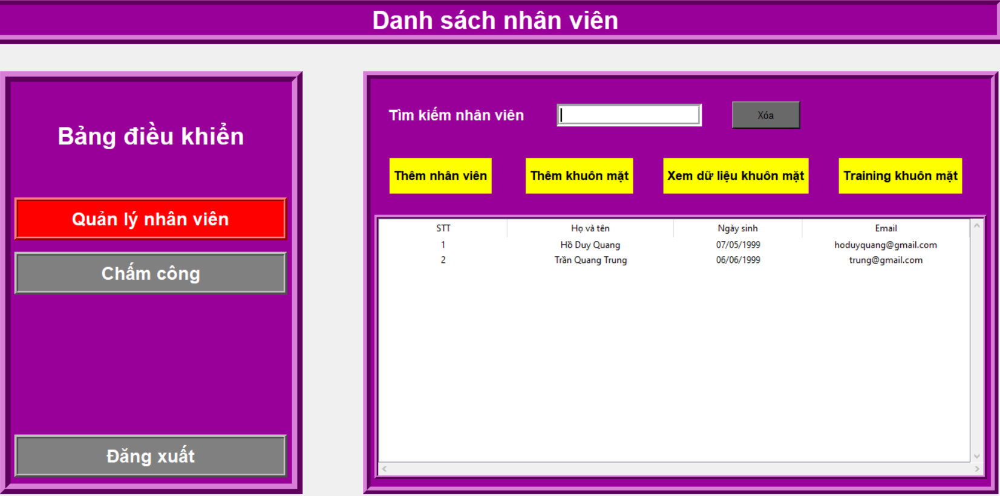 Danh sách nhân viên
Bảng điều khiển
Quản lý nhân viên
Chấm công
Đăng xuất
Tìm kiếm nhân viên
Xóa
Thêm nhân viên Thêm khuôn mặt Xem dữ liệu khuôn mặt Training khuôn mặt
STT Họ và tên Ngày sinh Email
1 Hồ Duy Quang 07/05/1999 hoduyquang@gmail.com
2 Trần Quang Trung 06/06/1999 trung@gmail.com